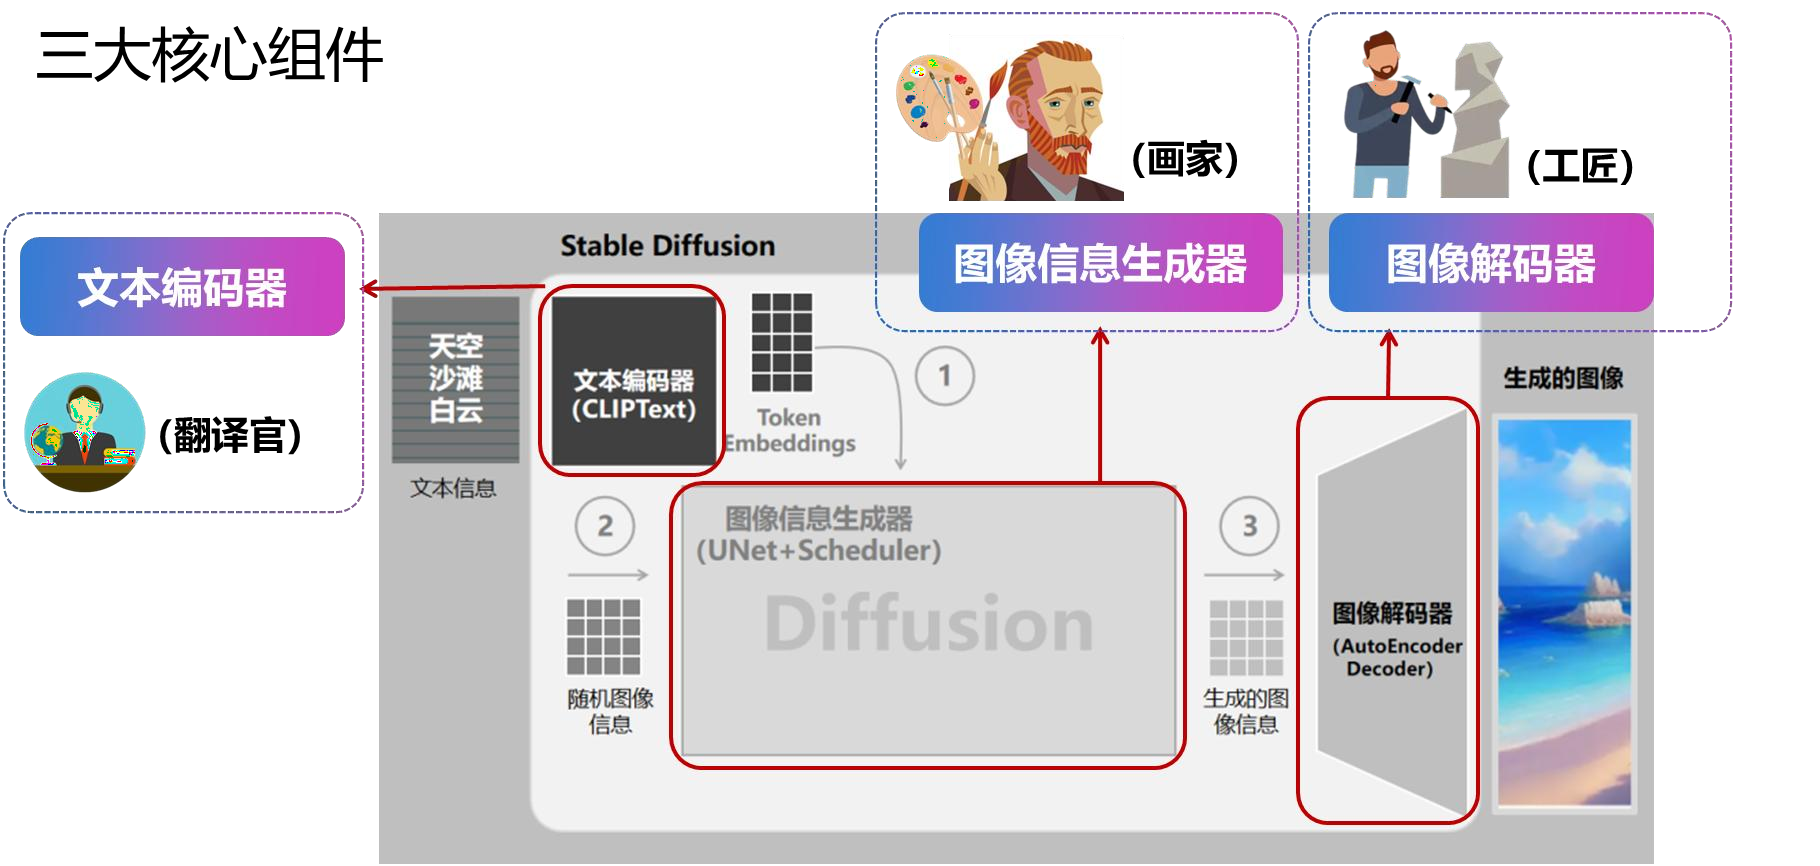 三大核心组件
(画家)
(工匠)
文本编码器
(翻译官)
Stable Diffusion
图像信息生成器
图像解码器
天空
沙滩
白云
文本信息
文本编码器
(CLIPText)
Token
Embeddings
1
生成的图像
2
图像信息生成器
(UNet+Scheduler)
Diffusion
3
随机图像
信息
生成的图
像信息
图像解码器
(AutoEncoder
Decoder)